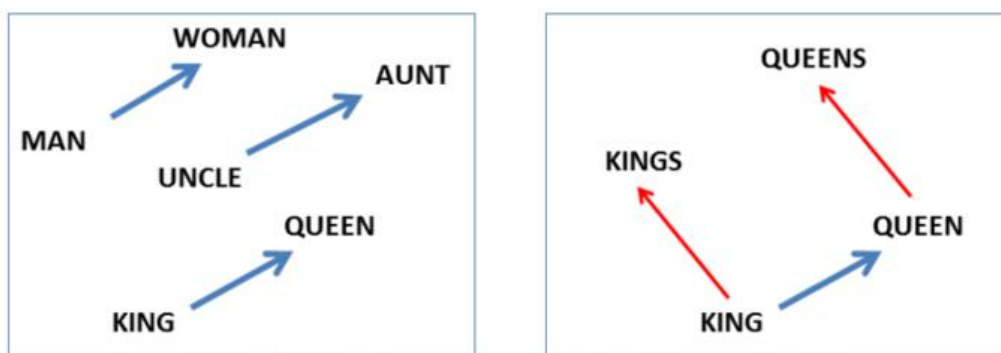 WOMAN
AUNT
MAN
UNCLE
QUEEN
KING
QUEENS
KINGS
QUEEN
KING